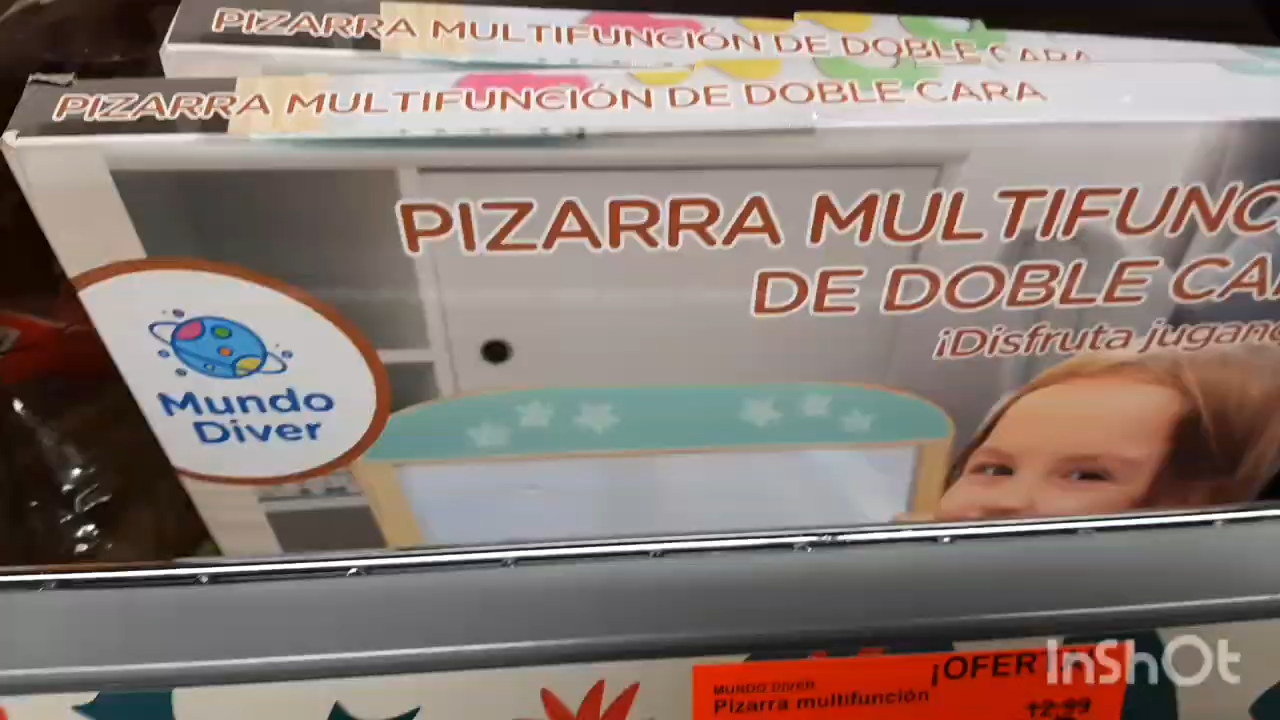 PIZARRA MULTIFUNCIÓN DE DOBLE CARA
PIZARRA MULTIFUNCIÓN DE DOBLE CARA
PIZARRA MULTIFUNC
DE DOBLE CA
¡Disfruta jugan
Mundo
Diver
¡OFERT
MUNDO DIVER
Pizarra multifunción
InShOt